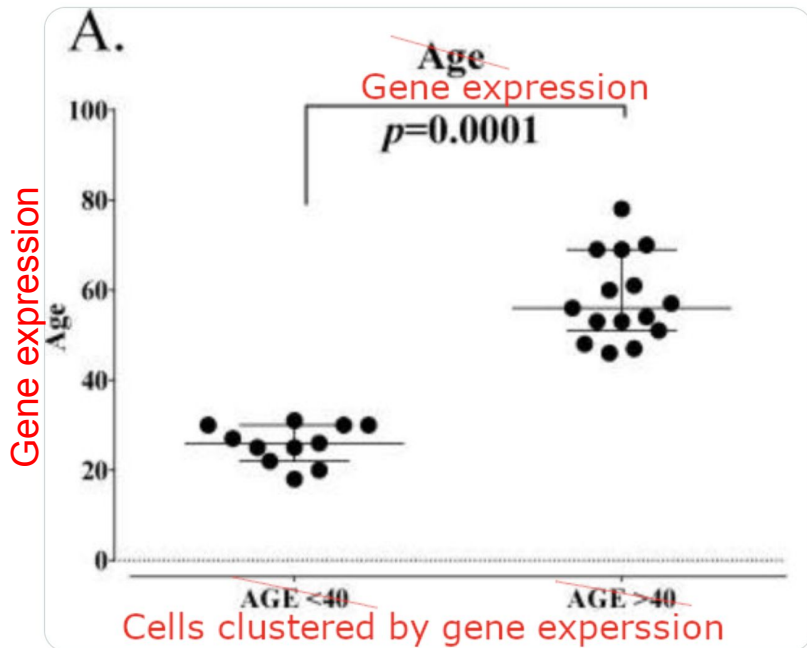 A.
Age
Gene expression
p=0.0001
100
80
60
40
20
0
Gene expression
Age
AGE <40
AGE >40
Cells clustered by gene experssion